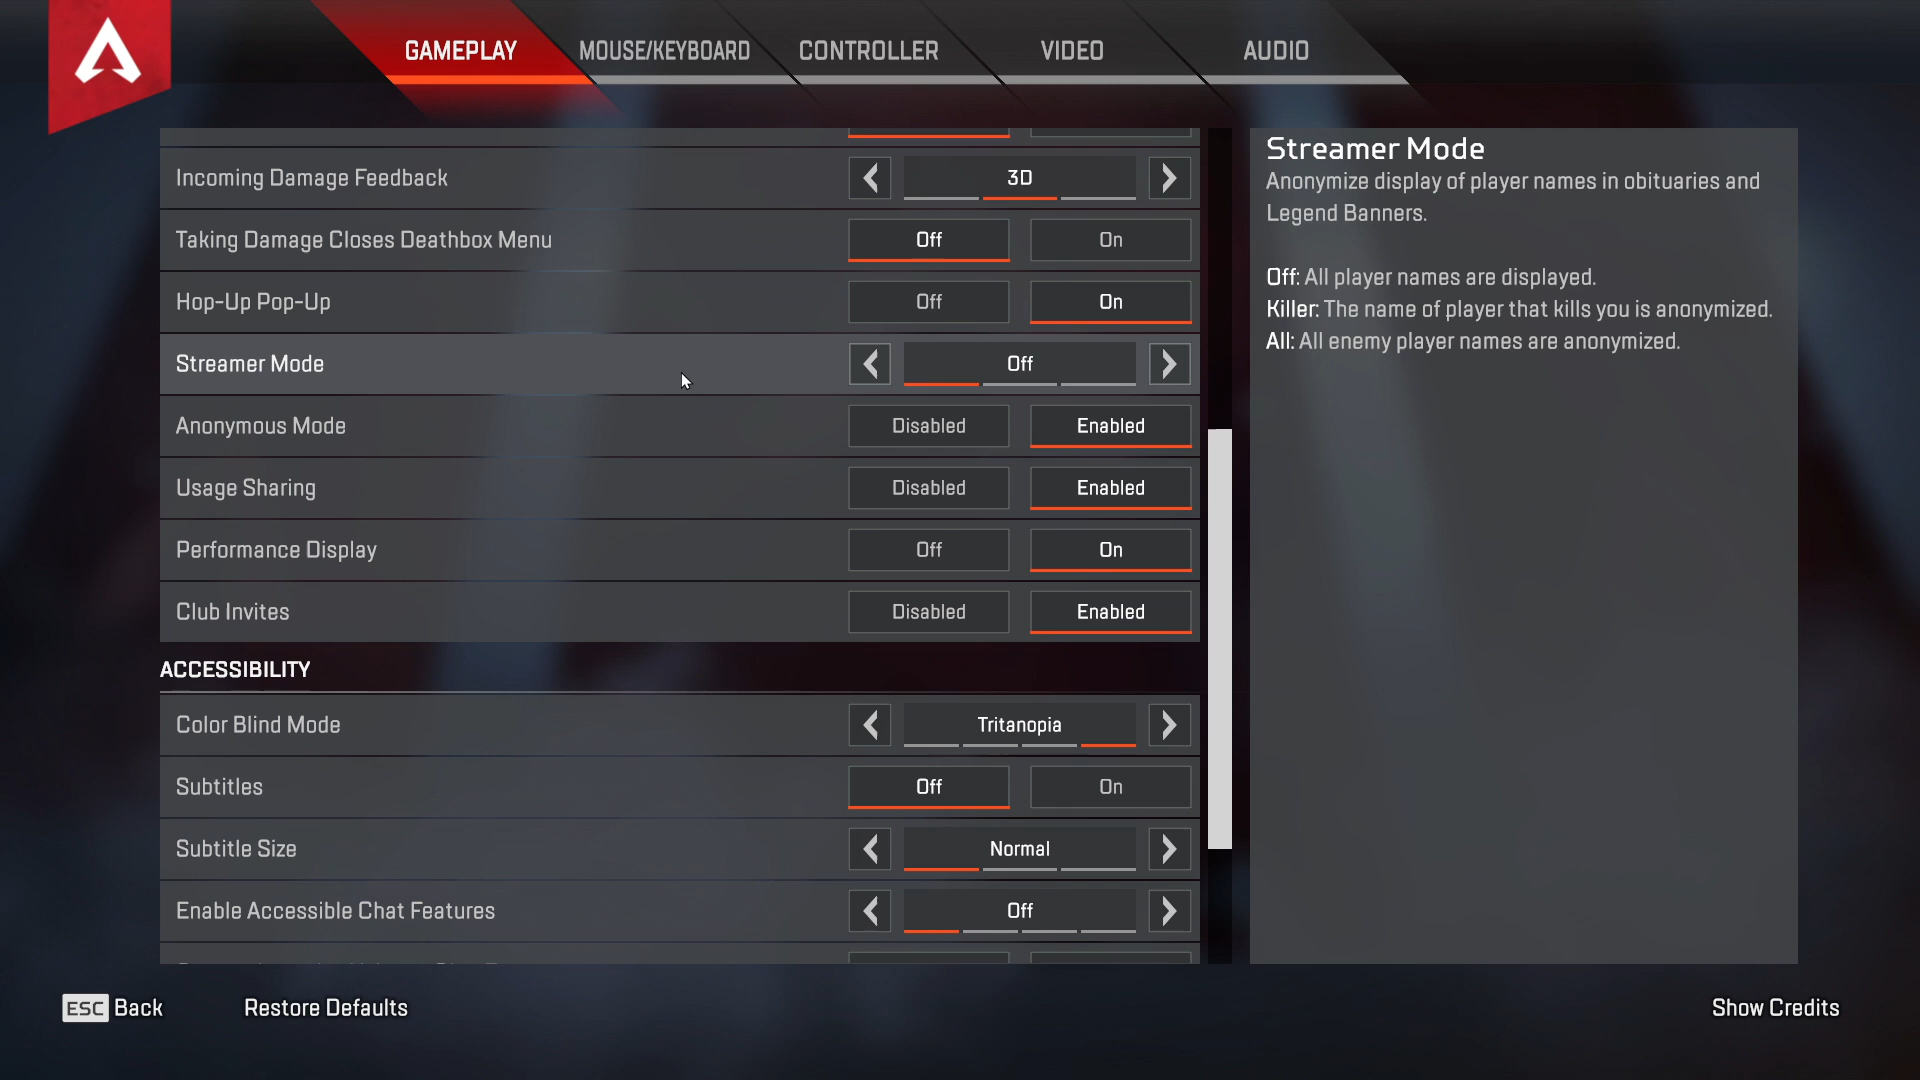 GAMEPLAY MOUSE/KEYBOARD CONTROLLER VIDEO AUDIO
Incoming Damage Feedback 3D
Taking Damage Closes Deathbox Menu Off On
Hop-Up Pop-Up Off On
Streamer Mode Off
Anonymous Mode Disabled Enabled
Usage Sharing Disabled Enabled
Performance Display Off On
Club Invites Disabled Enabled
ACCESSIBILITY
Color Blind Mode Tritanopia
Subtitles Off On
Subtitle Size Normal
Enable Accessible Chat Features Off
Streamer Mode
Anonymize display of player names in obituaries and
Legend Banners.
Off: All player names are displayed.
Killer: The name of player that kills you is anonymized.
All: All enemy player names are anonymized.
ESC Back Restore Defaults Show Credits